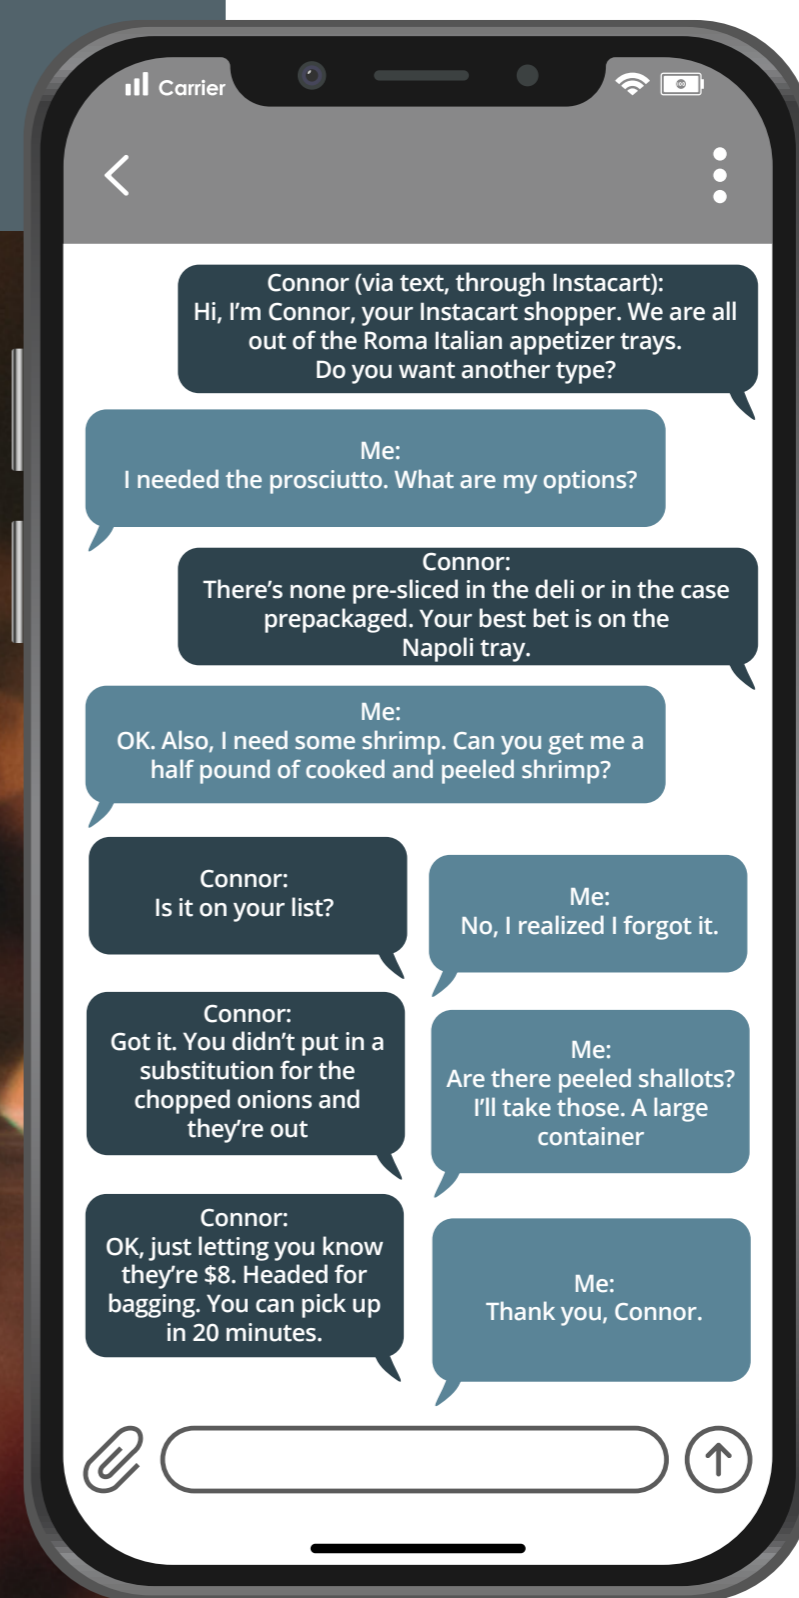 Carrier
Connor (via text, through Instacart):
Hi, I’m Connor, your Instacart shopper. We are all
out of the Roma Italian appetizer trays.
Do you want another type?
Me:
I needed the prosciutto. What are my options?
Connor:
There’s none pre-sliced in the deli or in the case
prepackaged. Your best bet is on the
Napoli tray.
Me:
OK. Also, I need some shrimp. Can you get me a
half pound of cooked and peeled shrimp?
Connor:
Is it on your list?
Me:
No, I realized I forgot it.
Connor:
Got it. You didn’t put in a
substitution for the
chopped onions and
they’re out
Me:
Are there peeled shallots?
I’ll take those. A large
container
Connor:
OK, just letting you know
they’re $8. Headed for
bagging. You can pick up
in 20 minutes.
Me:
Thank you, Connor.